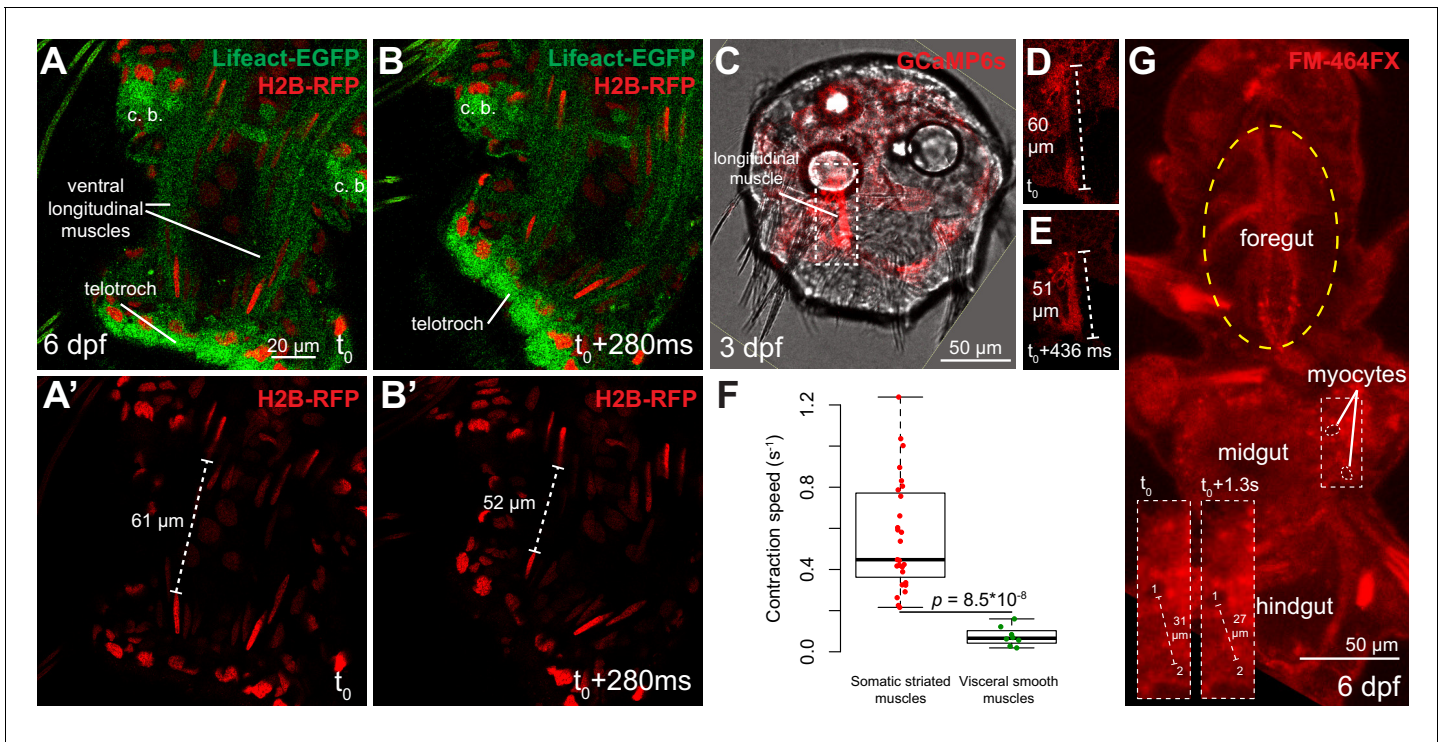 A
Lifeact-EGFP
H2B-RFP
c. b.
c. b.
ventral
longitudinal
muscles
telotroch
6 dpf
20 µm
t0
B
Lifeact-EGFP
H2B-RFP
c. b.
telotroch
t0+280ms
C
GCaMP6s
longitudinal
muscle
3 dpf
50 µm
D
60
µm
t0
E
51
µm
t0+436 ms
A'
H2B-RFP
61 µm
t0
B'
H2B-RFP
52 µm
t0+280ms
F
Contraction speed (s-1)
1.2
0.8
0.4
0.0
p = 8.5*10-8
Somatic striated
muscles
Visceral smooth
muscles
G
FM-464FX
foregut
myocytes
midgut
t0
t0+1.3s
1
31
µm
2
1
27
µm
2
hindgut
50 µm
6 dpf